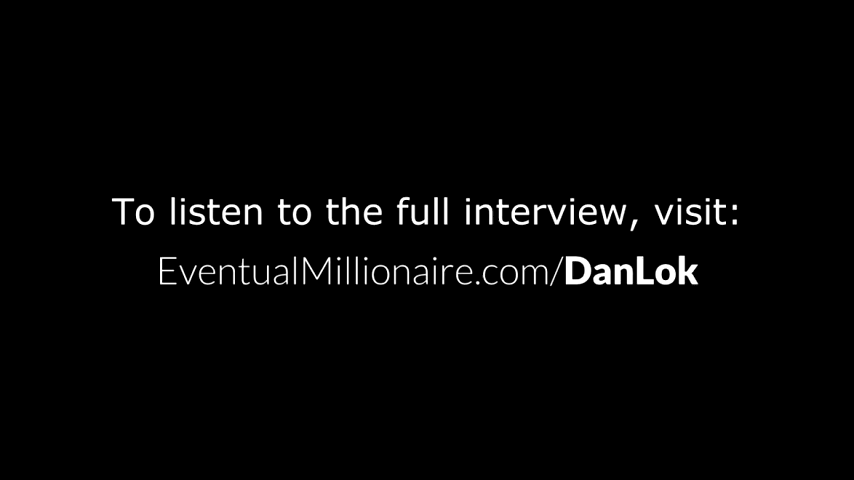 To listen to the full interview, visit:
EventualMillionaire.com/DanLok